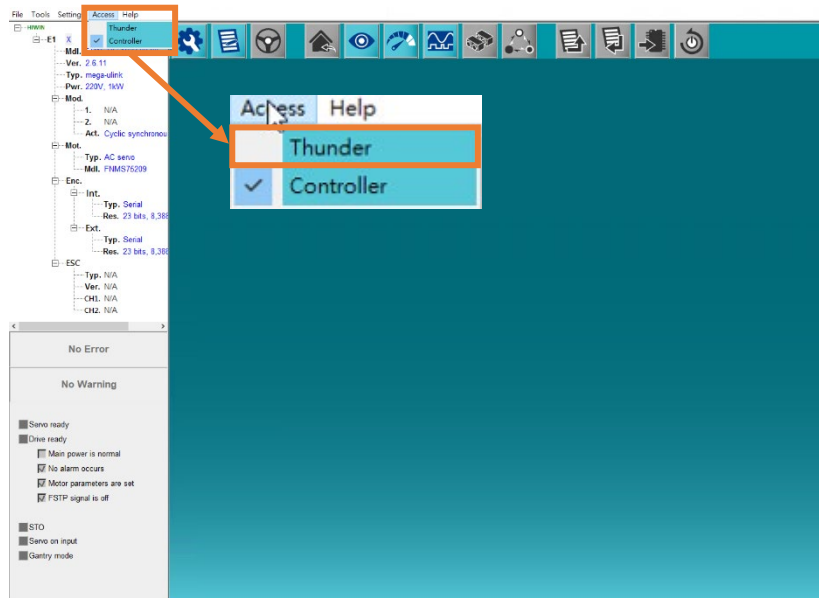 File Tools Setting Access Help
Thunder
Controller
HIWIN
E1 X
Mdl.
Ver. 2.6.11
Typ. mega-ulink
Pwr. 220V, 1kW
Mod.
1. N/A
2. N/A
Act. Cyclic synchronou
Mot.
Typ. AC servo
Mdl. FNMS75209
Enc.
Int.
Typ. Serial
Res. 23 bits, 8,388
Ext.
Typ. Serial
Res. 23 bits, 8,388
ESC
Typ. N/A
Ver. N/A
CH1. N/A
CH2. N/A
No Error
No Warning
Servo ready
Drive ready
Main power is normal
No alarm occurs
Motor parameters are set
FSTP signal is off
STO
Servo on input
Gantry mode
Access Help
Thunder
Controller